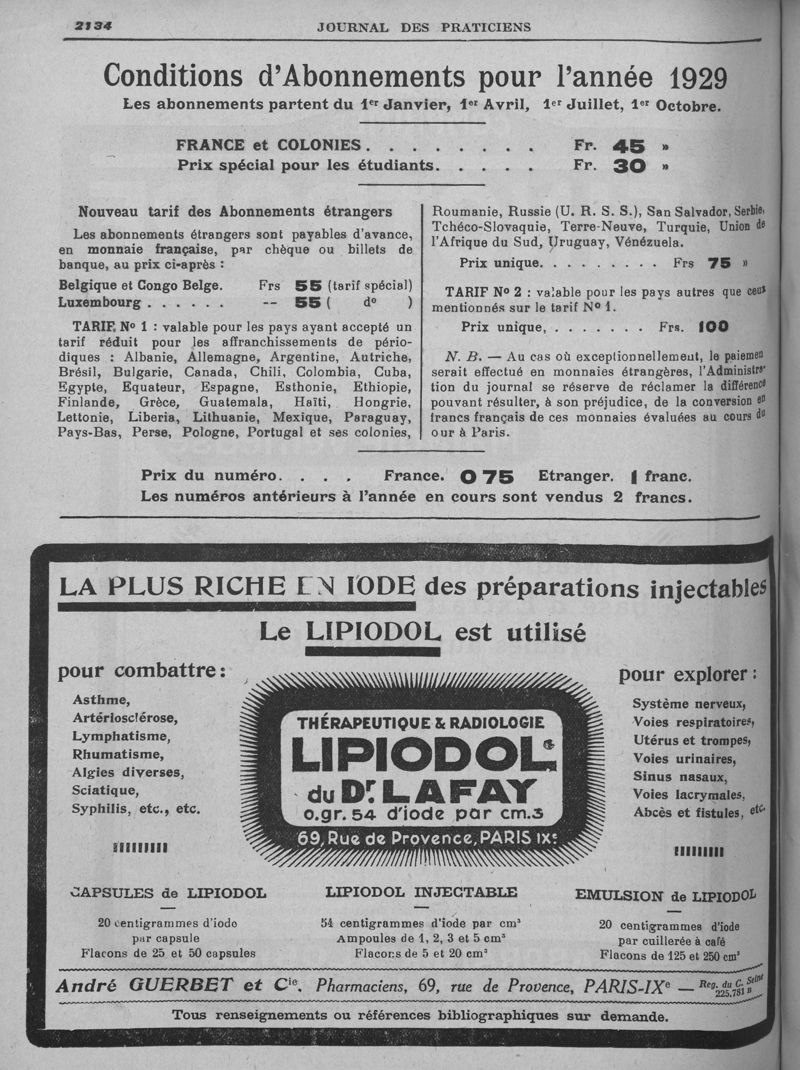 2134
JOURNAL DES PRATICIENS
Conditions d'Abonnements pour l'année 1929
Les abonnements partent du 1er Janvier, 1er Avril, 1er Juillet, 1er Octobre.
FRANCE et COLONIES. . . . . . . . . Fr. 45 »
Prix spécial pour les étudiants. . . . . Fr. 30 »
Nouveau tarif des Abonnements étrangers
Les abonnements étrangers sont payables d'avance,
en monnaie française, par chèque ou billets de
banque, au prix ci-après :
Belgique et Congo Belge. Frs 55 (tarif spécial)
Luxembourg . . . . . . -- 55 ( do )
TARIF. No 1 : valable pour les pays ayant accepté un
tarif réduit pour les affranchissements de pério-
diques : Albanie, Allemagne, Argentine, Autriche,
Brésil, Bulgarie, Canada, Chili, Colombia, Cuba,
Egypte, Equateur, Espagne, Esthonie, Ethiopie,
Finlande, Grèce, Guatemala, Haïti, Hongrie,
Lettonie, Liberia, Lithuanie, Mexique, Paraguay,
Pays-Bas, Perse, Pologne, Portugal et ses colonies,
Roumanie, Russie (U. R. S. S.), San Salvador, Serbie,
Tchéco-Slovaquie, Terre-Neuve, Turquie, Union de
l'Afrique du Sud, Uruguay, Vénézuela.
Prix unique. . . . . . . . . Frs 75 »
TARIF No 2 : valable pour les pays autres que ceux
mentionnés sur le tarif No 1.
Prix unique, . . . . . . . Frs. 100
N. B. — Au cas où exceptionnellement, le paiemen
serait effectué en monnaies étrangères, l'Administra-
tion du journal se réserve de réclamer la différence
pouvant résulter, à son préjudice, de la conversion en
francs français de ces monnaies évaluées au cours du
our à Paris.
Prix du numéro. . . . France. 0 75 Etranger. 1 franc.
Les numéros antérieurs à l'année en cours sont vendus 2 francs.
LA PLUS RICHE EN IODE des préparations injectables
Le LIPIODOL est utilisé
pour combattre :
Asthme,
Artériosclérose,
Lymphatisme,
Rhumatisme,
Algies diverses,
Sciatique,
Syphilis, etc., etc.
THÉRAPEUTIQUE & RADIOLOGIE
LIPIODOL
du Dr. LAFAY
0.gr. 54 d'iode par cm.3
69, Rue de Provence, PARIS IXe
pour explorer :
Système nerveux,
Voies respiratoires,
Utérus et trompes,
Voies urinaires,
Sinus nasaux,
Voies lacrymales,
Abcès et fistules, etc.
CAPSULES de LIPIODOL
20 centigrammes d'iode
par capsule
Flacons de 25 et 50 capsules
LIPIODOL INJECTABLE
54 centigrammes d'iode par cm³
Ampoules de 1, 2, 3 et 5 cm³
Flacons de 5 et 20 cm³
EMULSION de LIPIODOL
20 centigrammes d'iode
par cuillerée à café
Flacons de 125 et 250 cm³
André GUERBET et Cie. Pharmaciens, 69, rue de Provence, PARIS-IXe — Reg. du C. Seine 225.781 B
Tous renseignements ou références bibliographiques sur demande.